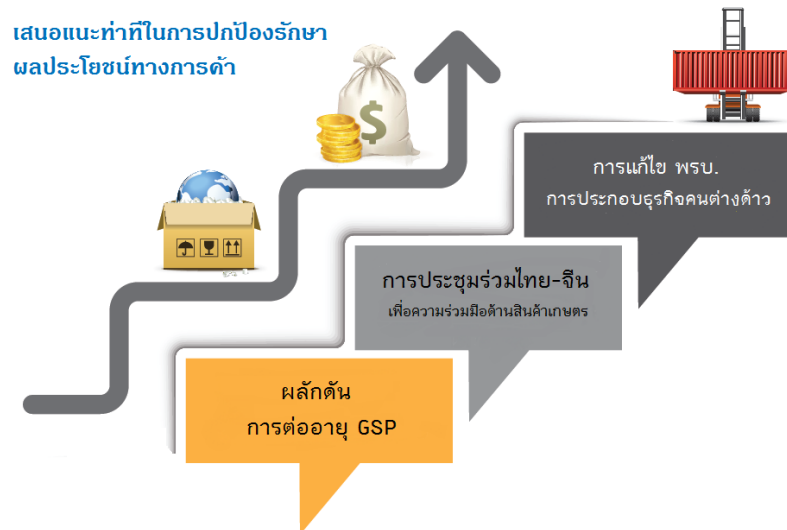 เสนอแนะท่าทีในการปกป้องรักษา
ผลประโยชน์ทางการค้า
$
การแก้ไข พรบ.
การประกอบธุรกิจคนต่างด้าว
การประชุมร่วมไทย-จีน
เพื่อความร่วมมือด้านสินค้าเกษตร
ผลักดัน
การต่ออายุ GSP